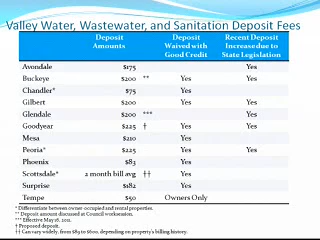 Valley Water, Wastewater, and Sanitation Deposit Fees
Deposit Amounts | Deposit Waived with Good Credit | Recent Deposit Increase due to State Legislation
Avondale $175 Yes
Buckeye $200 ** Yes Yes
Chandler* $75 Yes
Gilbert $200 Yes Yes
Glendale $200 *** Yes
Goodyear $225 † Yes Yes
Mesa $210 Yes
Peoria* $225 Yes Yes
Phoenix $83 Yes
Scottsdale* 2 month bill avg †† Yes
Surprise $182 Yes
Tempe $50 Owners Only
* Differentiate between owner-occupied and rental properties.
** Deposit amount discussed at Council worksession.
*** Effective May 18, 2011.
† Proposed deposit.
†† Can vary widely, from $89 to $600, depending on property's billing history.